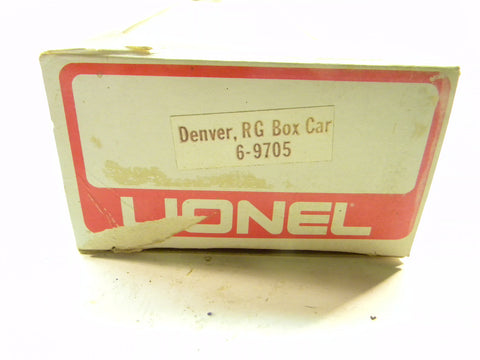 Denver, RG Box Car
6-9705
LIONEL